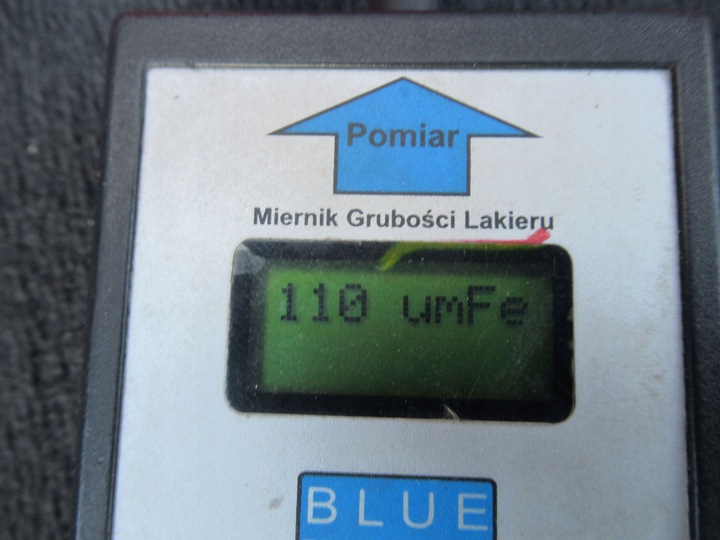 Pomiar
Miernik Grubości Lakieru
110 umFe
BLUE